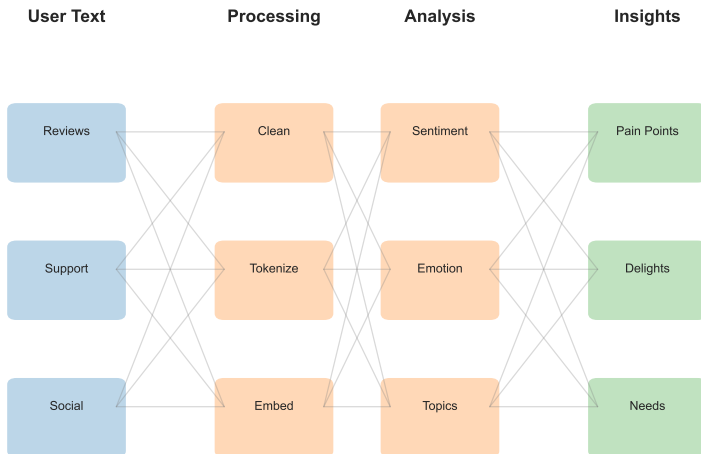 User Text Processing Analysis Insights
Reviews Clean Sentiment Pain Points
Support Tokenize Emotion Delights
Social Embed Topics Needs